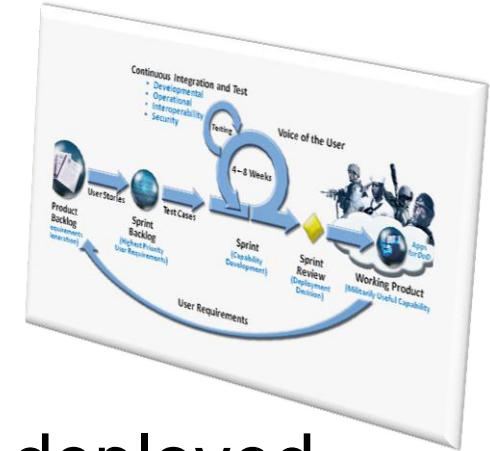 Continuous Integration and Test
• Developmental
• Operational
• Interoperability
• Security
Testing
Voice of the User
4 – 8 Weeks
User Stories
Test Cases
Product
Backlog
Sprint
Backlog
(Highest Priority
User Requirements)
Sprint
(Capability
Development)
Sprint
Review
(Deployment
Decision)
Apps
for DoD
Working Product
(Militarily Useful Capability
User Requirements
deployed